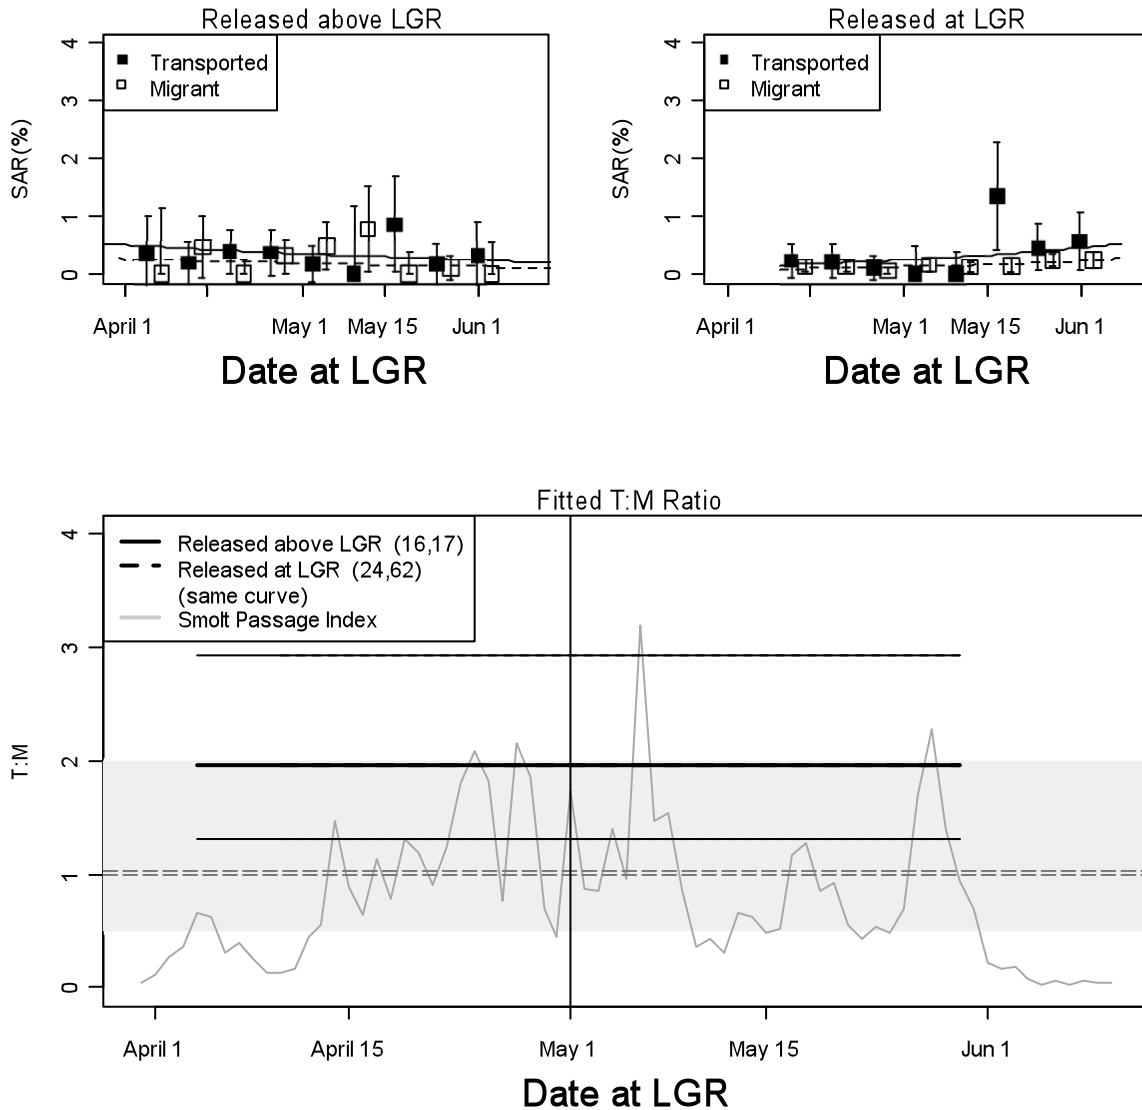 Released above LGR
4
3
2
1
0
SAR(%)
Transported
Migrant
April 1
May 1
May 15
Jun 1
Date at LGR
Released at LGR
4
3
2
1
0
SAR(%)
Transported
Migrant
April 1
May 1
May 15
Jun 1
Date at LGR
Fitted T:M Ratio
4
3
2
1
0
T:M
Released above LGR (16,17)
Released at LGR (24,62)
(same curve)
Smolt Passage Index
April 1
April 15
May 1
May 15
Jun 1
Date at LGR